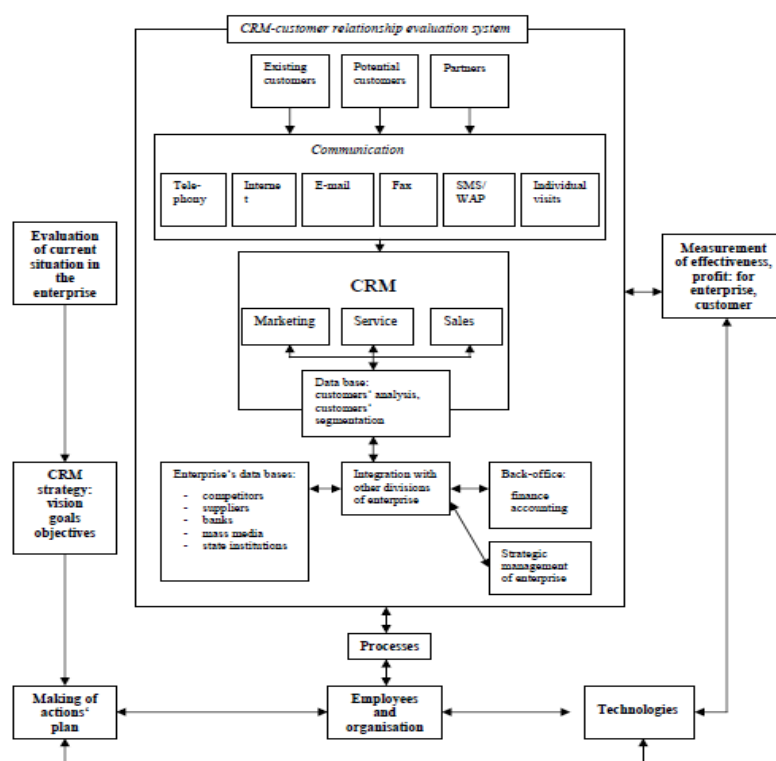 CRM-customer relationship evaluation system
Existing
customers
Potential
customers
Partners
Communication
Tele-
phony
Interne
t
E-mail
Fax
SMS/
WAP
Individual
visits
Evaluation
of current
situation in
the
enterprise
Measurement
of effectiveness,
profit: for
enterprise,
customer
CRM
Marketing
Service
Sales
Data base:
customers' analysis,
customers'
segmentation
CRM
strategy:
vision
goals
objectives
Enterprise's data bases:
- competitors
- suppliers
- banks
- mass media
- state institutions
Integration with
other divisions
of enterprise
Back-office:
finance
accounting
Strategic
management
of enterprise
Processes
Making of
actions'
plan
Employees
and
organisation
Technologies